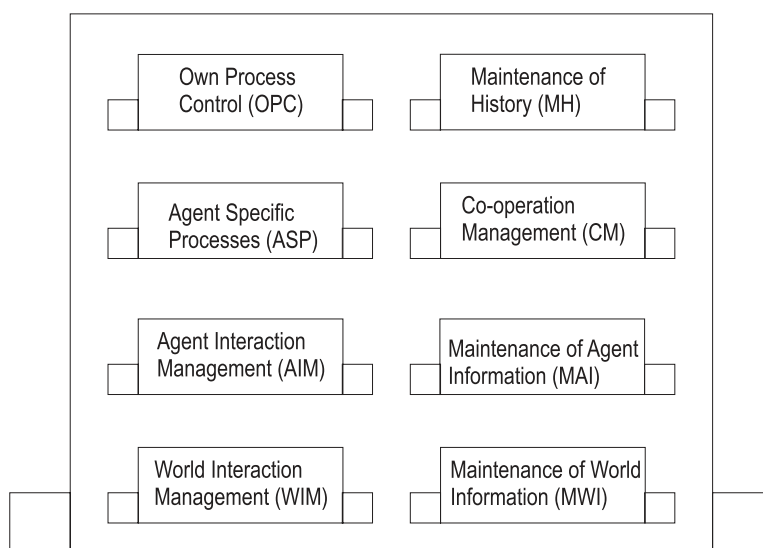 Own Process
Control (OPC)
Maintenance of
History (MH)
Agent Specific
Processes (ASP)
Co-operation
Management (CM)
Agent Interaction
Management (AIM)
Maintenance of Agent
Information (MAI)
World Interaction
Management (WIM)
Maintenance of World
Information (MWI)